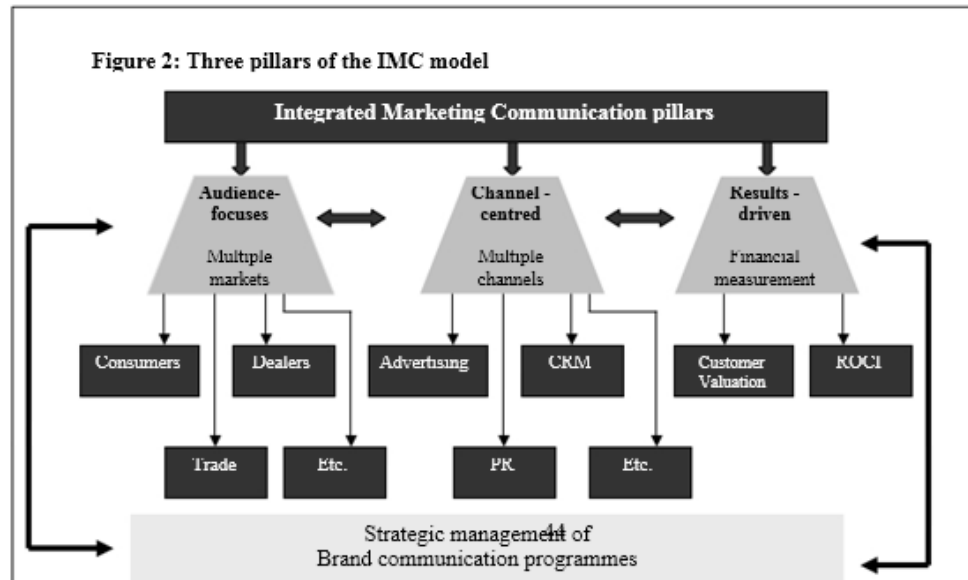 Figure 2: Three pillars of the IMC model
Integrated Marketing Communication pillars
Audience-
focuses
Multiple
markets
Channel -
centred
Multiple
channels
Results -
driven
Financial
measurement
Consumers
Dealers
Advertising
CRM
Customer
Valuation
ROCI
Trade
Etc.
PR
Etc.
Strategic management of
44
Brand communication programmes